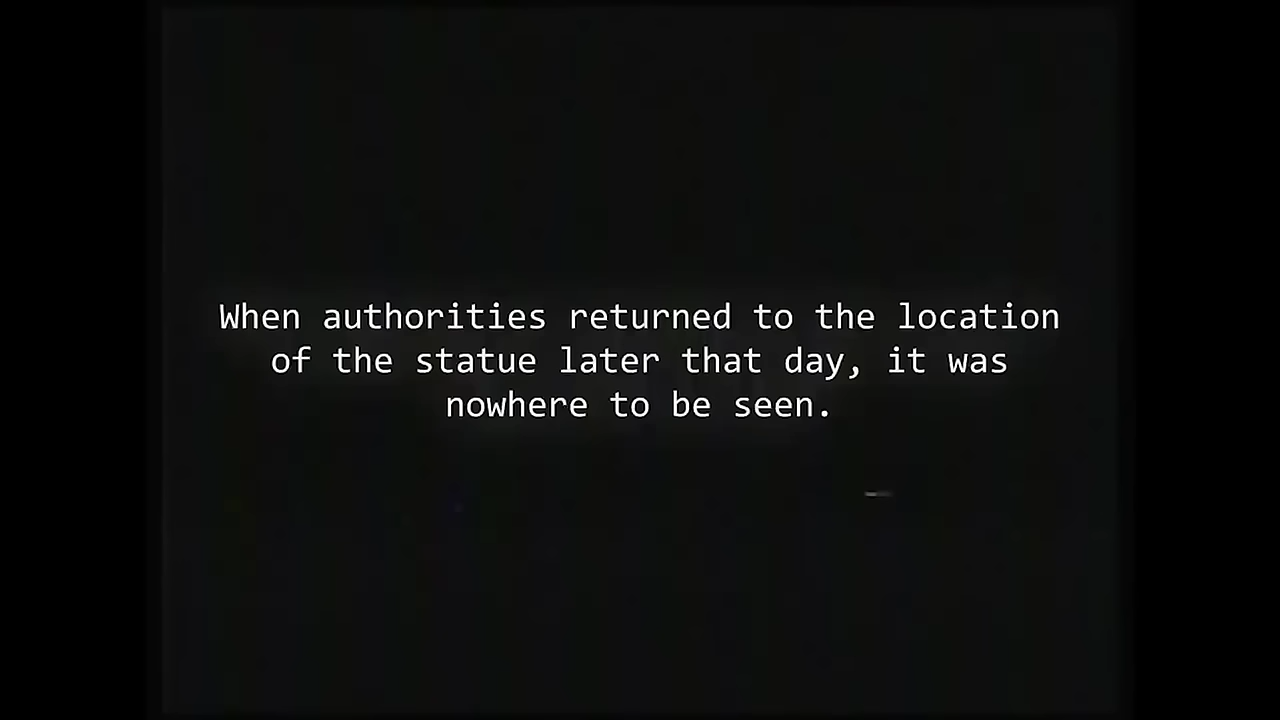 When authorities returned to the location
of the statue later that day, it was
nowhere to be seen.